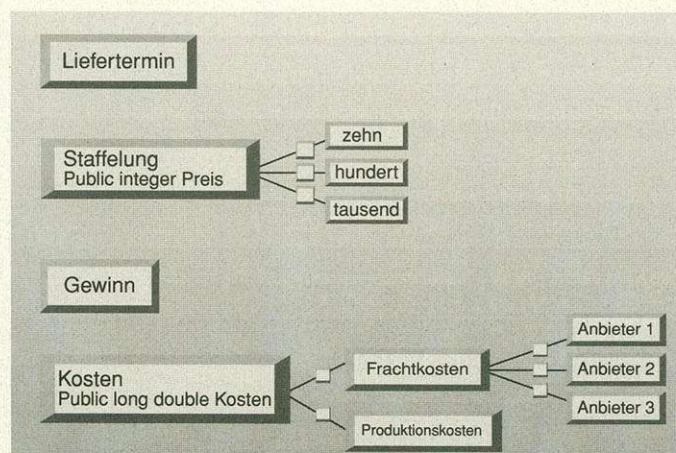 Liefertermin
Staffelung
Public integer Preis
zehn
hundert
tausend
Gewinn
Kosten
Public long double Kosten
Frachtkosten
Produktionskosten
Anbieter 1
Anbieter 2
Anbieter 3